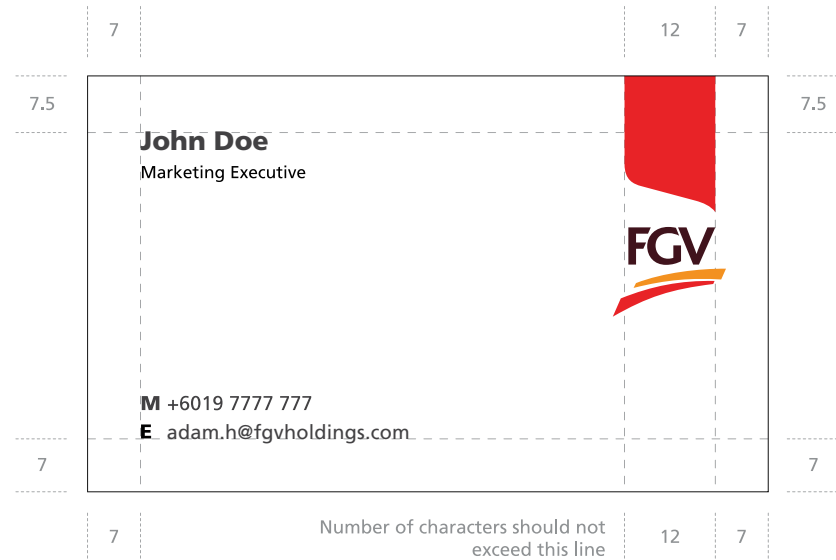 7 12 7
7.5 7.5
John Doe
Marketing Executive
FGV
M +6019 7777 777
E adam.h@fgvholdings.com
7 7
7 Number of characters should not 12 7
exceed this line